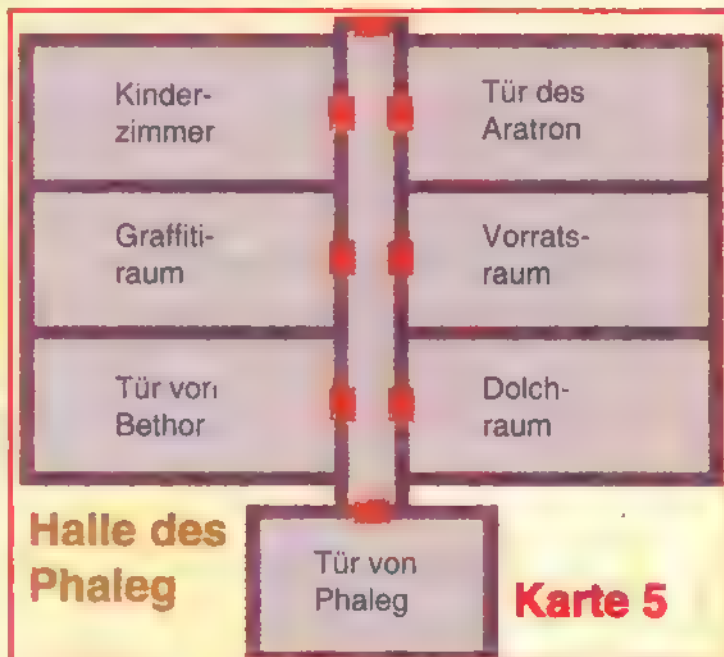 Kinder-
zimmer
Tür des
Aratron
Graffiti-
raum
Vorrats-
raum
Tür von
Bethor
Dolch-
raum
Halle des
Phaleg
Tür von
Phaleg
Karte 5